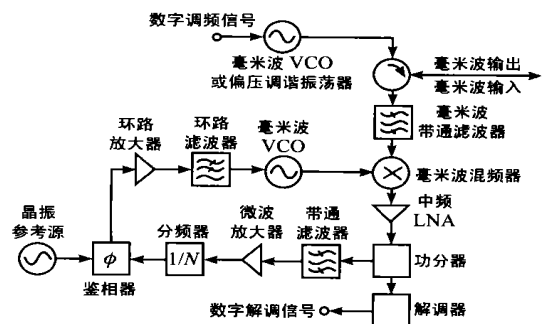 数字调频信号
毫米波 VCO
或偏压调谐振荡器
毫米波输出
毫米波输入
毫米波
带通滤波器
环路
放大器
环路
滤波器
毫米波
VCO
毫米波混频器
中频
LNA
晶振
参考源
φ
鉴相器
分频器
1/N
微波
放大器
带通
滤波器
功分器
数字解调信号
解调器